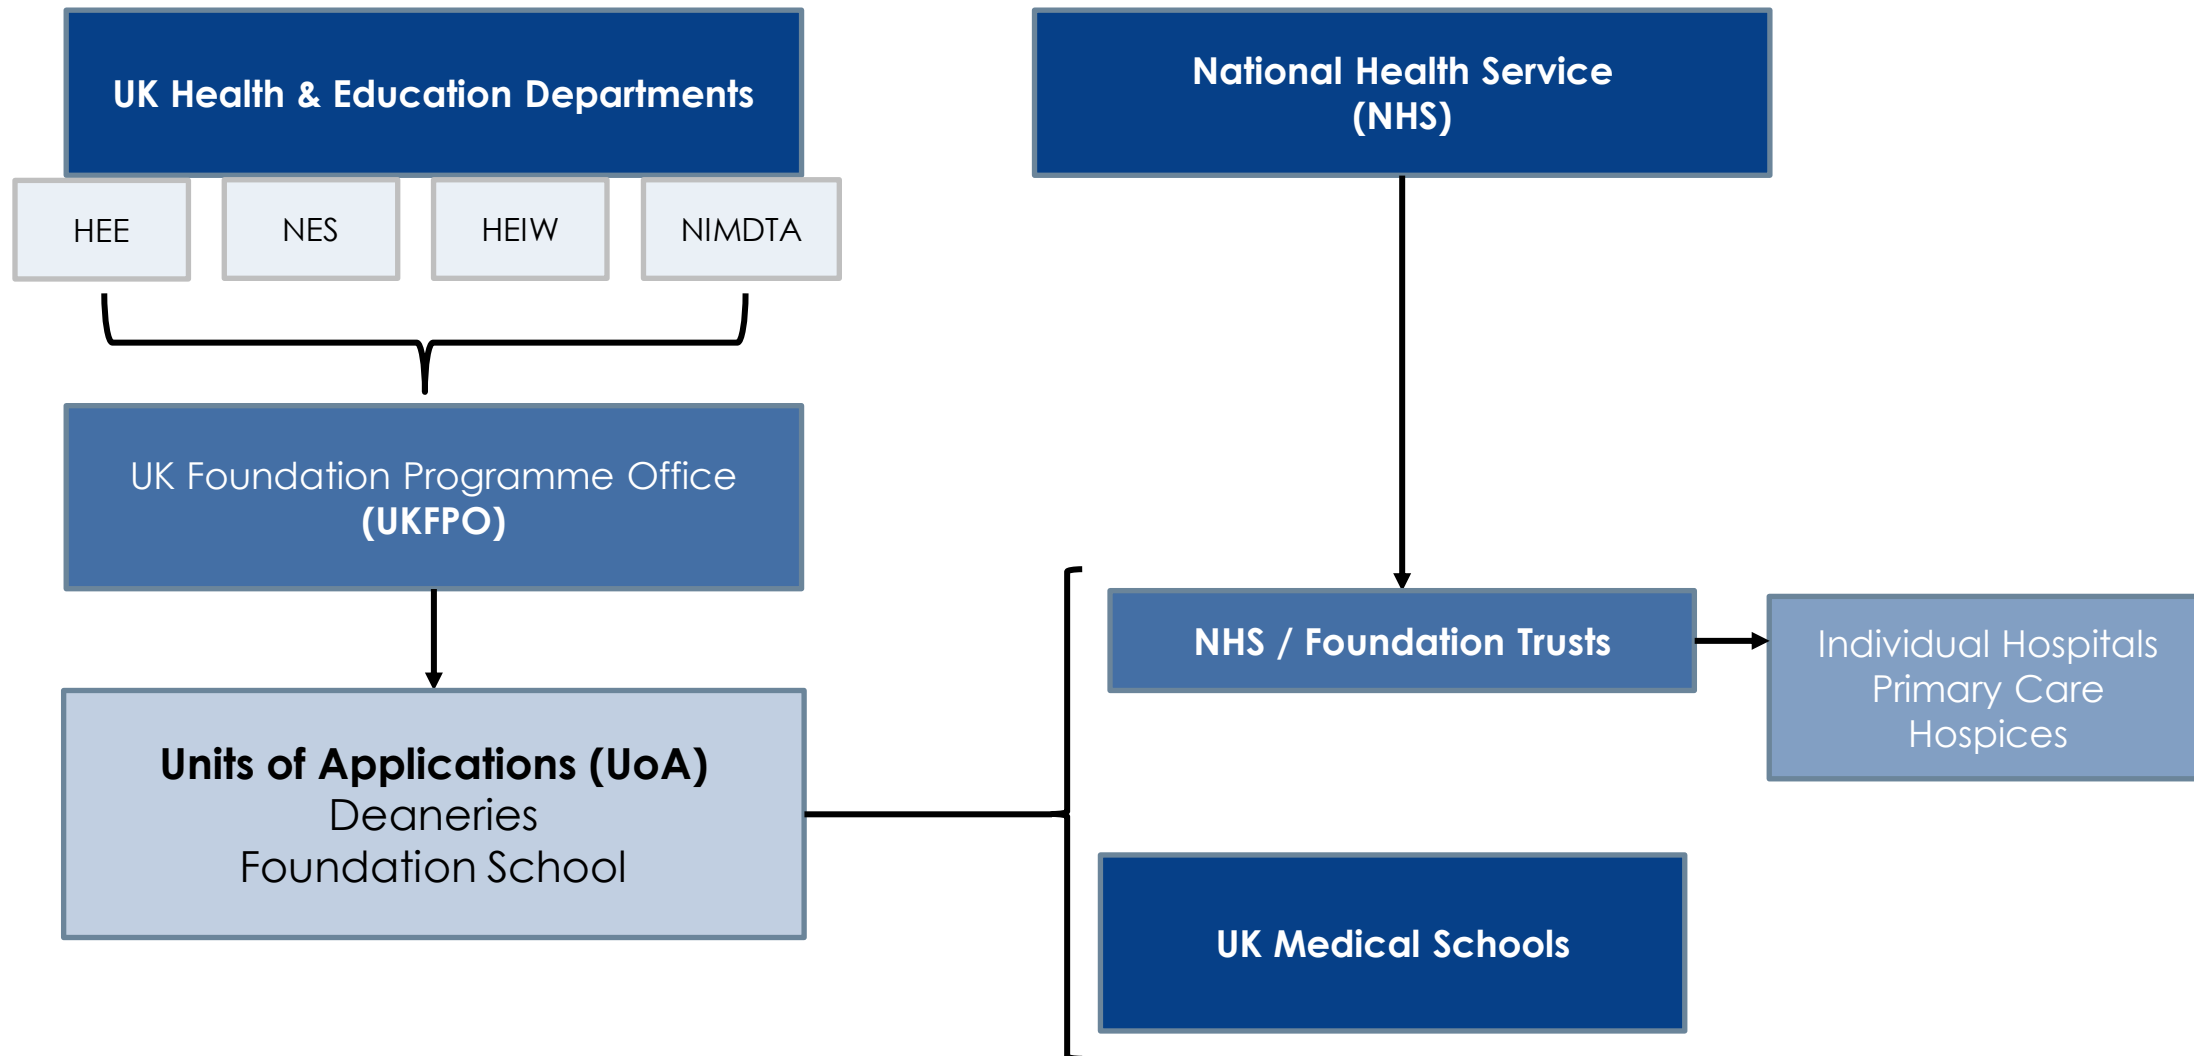 UK Health & Education Departments
National Health Service
(NHS)
HEE
NES
HEIW
NIMDTA
UK Foundation Programme Office
(UKFPO)
NHS / Foundation Trusts
Individual Hospitals
Primary Care
Hospices
Units of Applications (UoA)
Deaneries
Foundation School
UK Medical Schools